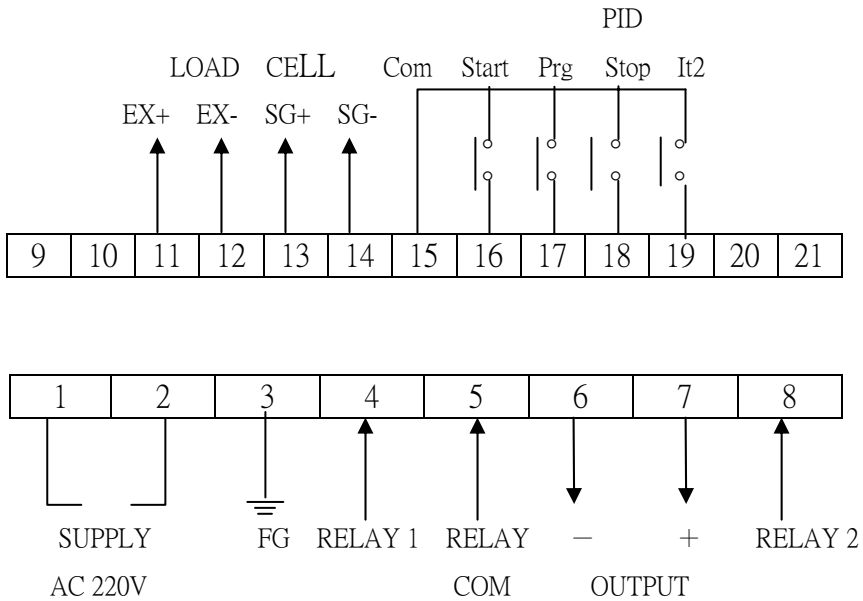 PID
LOAD CELL Com Start Prg Stop It2
EX+ EX- SG+ SG-
9 10 11 12 13 14 15 16 17 18 19 20 21
1 2 3 4 5 6 7 8
SUPPLY FG RELAY 1 RELAY − + RELAY 2
AC 220V COM OUTPUT